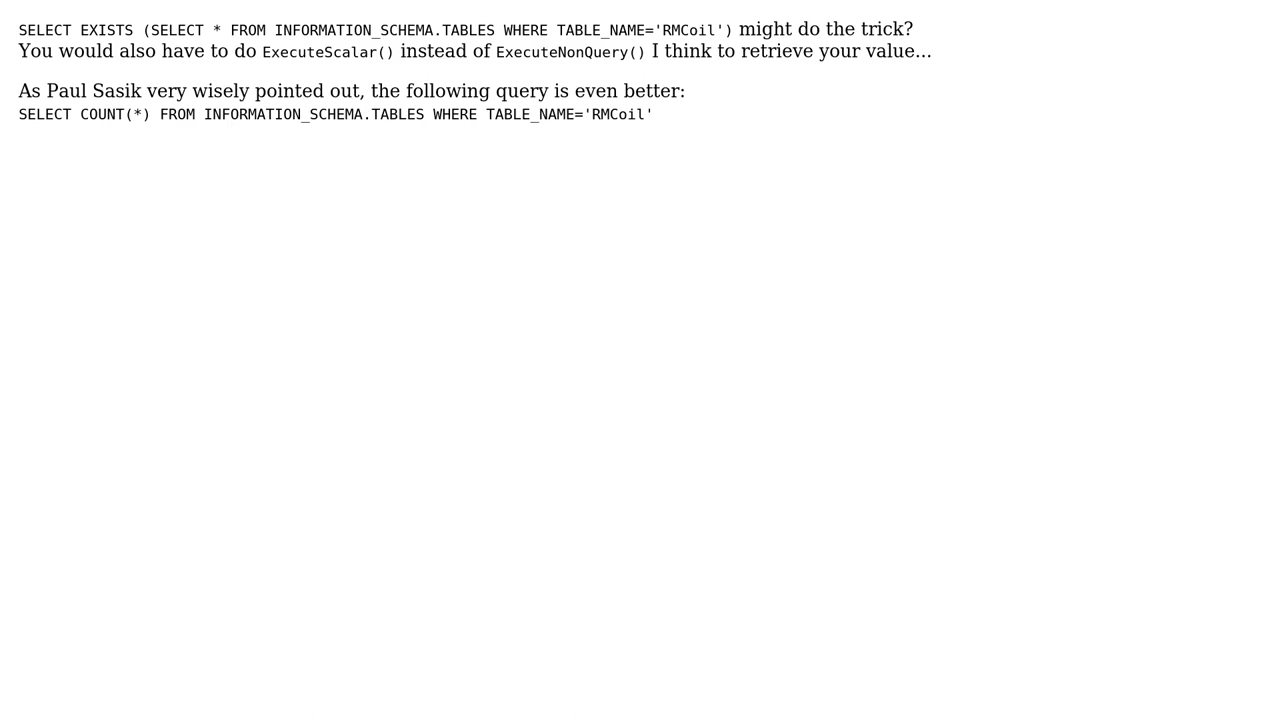 SELECT EXISTS (SELECT * FROM INFORMATION_SCHEMA.TABLES WHERE TABLE_NAME='RMCoil') might do the trick?
You would also have to do ExecuteScalar() instead of ExecuteNonQuery() I think to retrieve your value...
As Paul Sasik very wisely pointed out, the following query is even better:
SELECT COUNT(*) FROM INFORMATION_SCHEMA.TABLES WHERE TABLE_NAME='RMCoil'